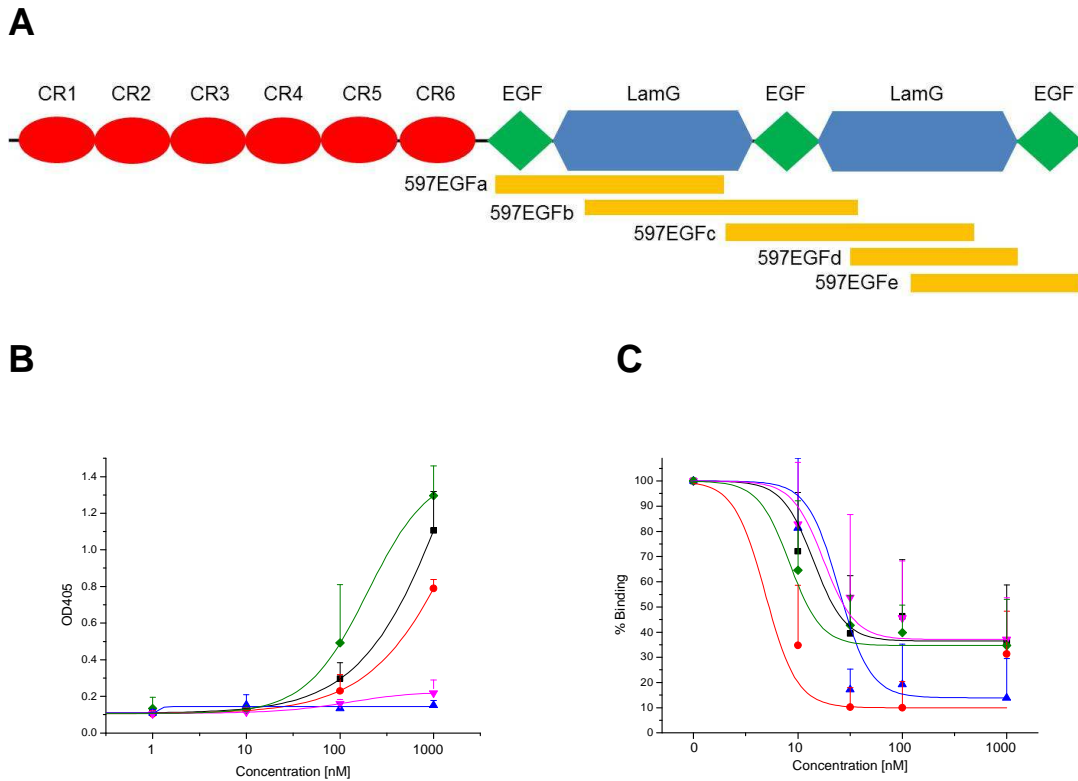 A
CR1 CR2 CR3 CR4 CR5 CR6 EGF LamG EGF LamG EGF
597EGFa
597EGFb
597EGFc
597EGFd
597EGFe
B
OD405
1.4
1.2
1.0
0.8
0.6
0.4
0.2
0.0
1 10 100 1000
Concentration [nM]
C
% Binding
100
90
80
70
60
50
40
30
20
10
0
0 10 100 1000
Concentration [nM]